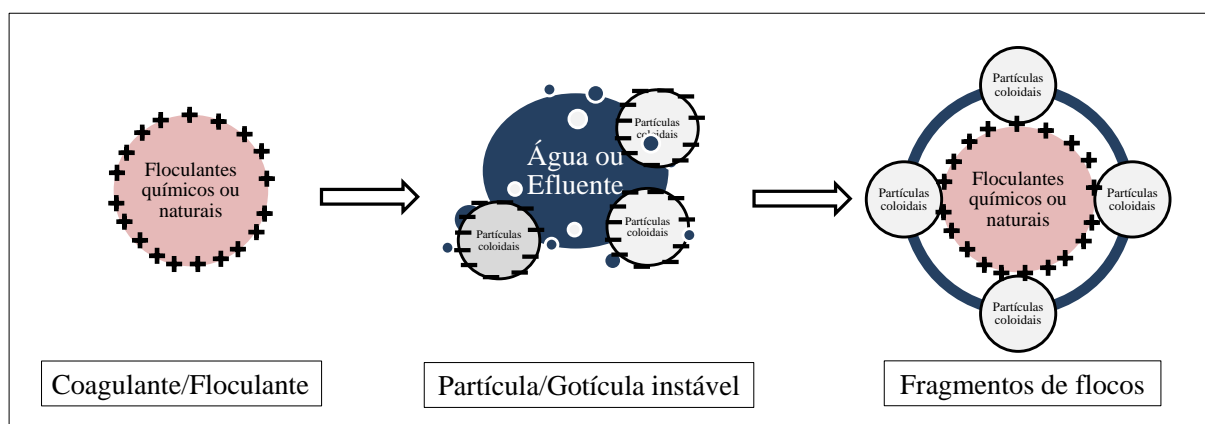 Floculantes
químicos ou
naturais
Água ou
Efluente
Partículas
coloidais
Partículas
coloidais
Partículas
coloidais
Partículas
coloidais
Partículas
coloidais
Floculantes
químicos ou
naturais
Partículas
coloidais
Partículas
coloidais
Coagulante/Floculante
Partícula/Gotícula instável
Fragmentos de flocos